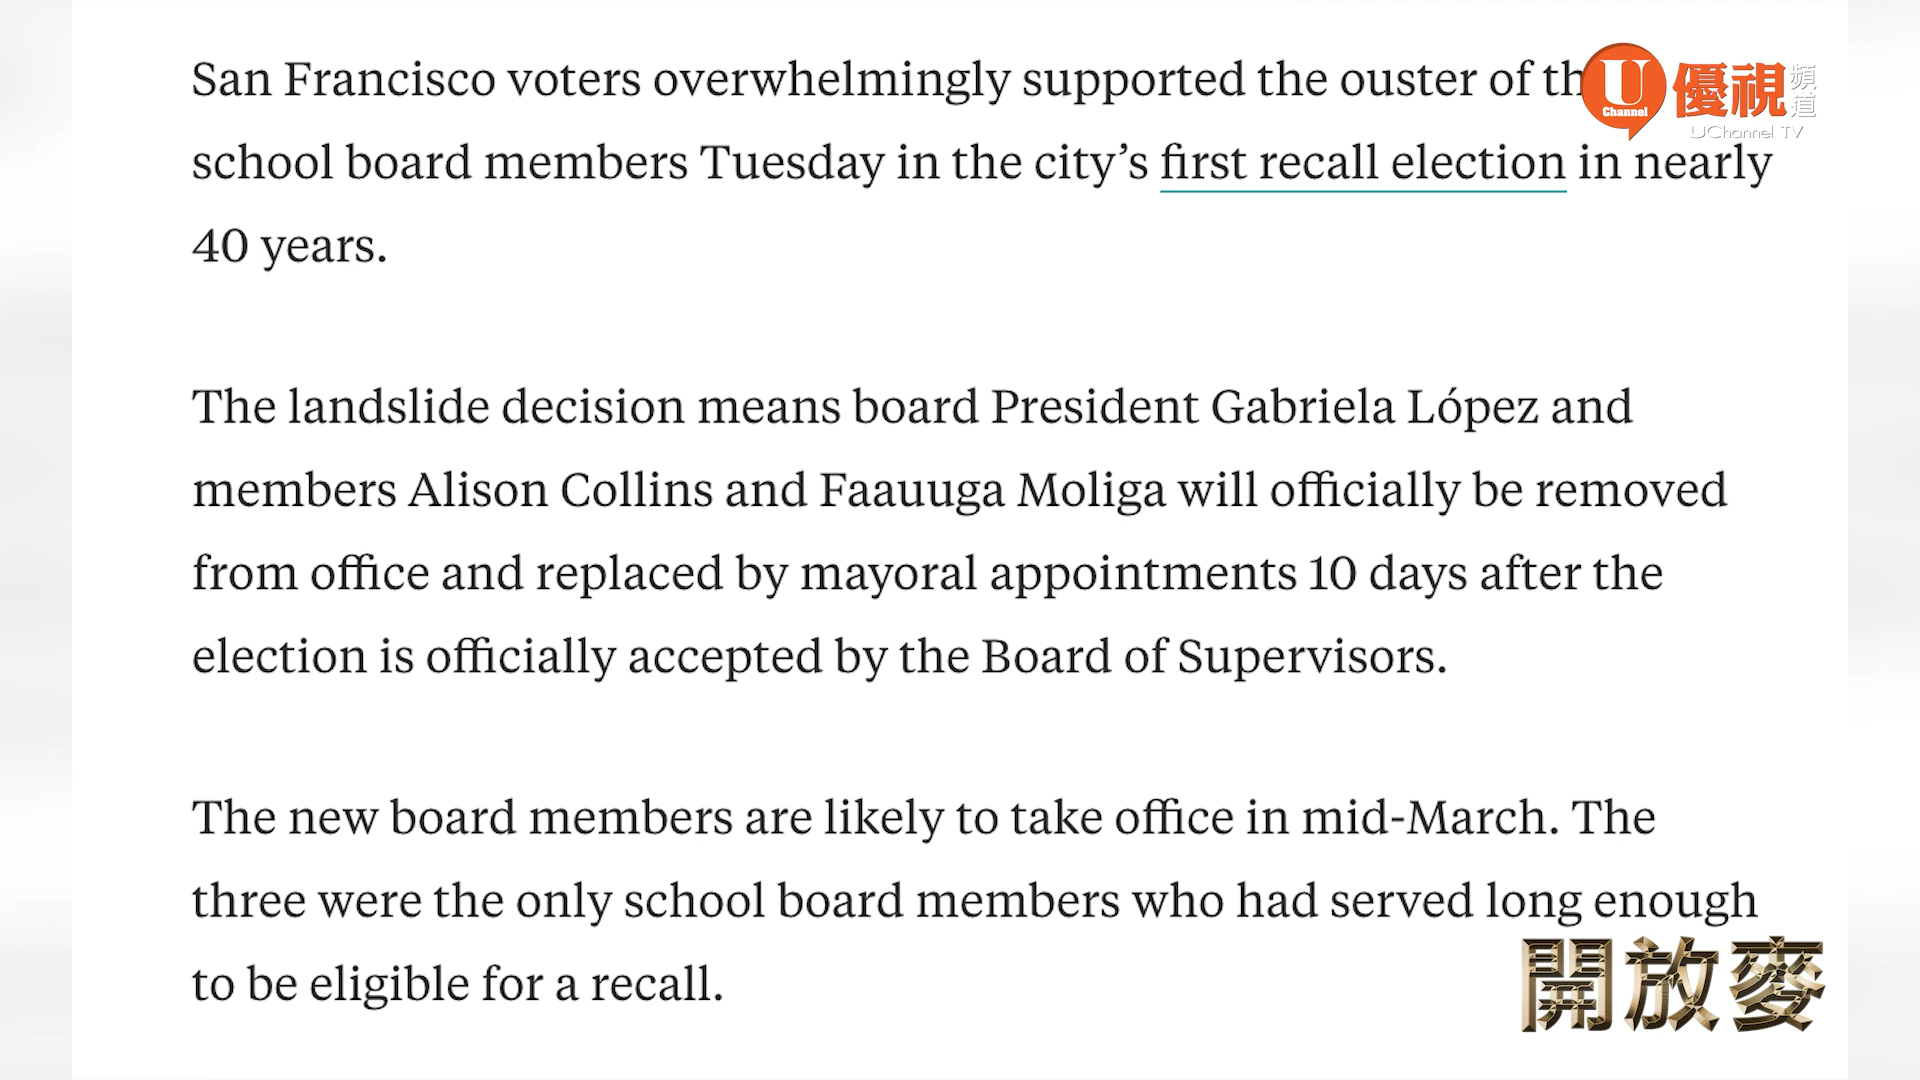 San Francisco voters overwhelmingly supported the ouster of
school board members Tuesday in the city’s first recall election in nearly
40 years.
The landslide decision means board President Gabriela López and
members Alison Collins and Faauuga Moliga will officially be removed
from office and replaced by mayoral appointments 10 days after the
election is officially accepted by the Board of Supervisors.
The new board members are likely to take office in mid-March. The
three were the only school board members who had served long enough
to be eligible for a recall.
U Channel
優視頻道
UChannel TV
開放麥